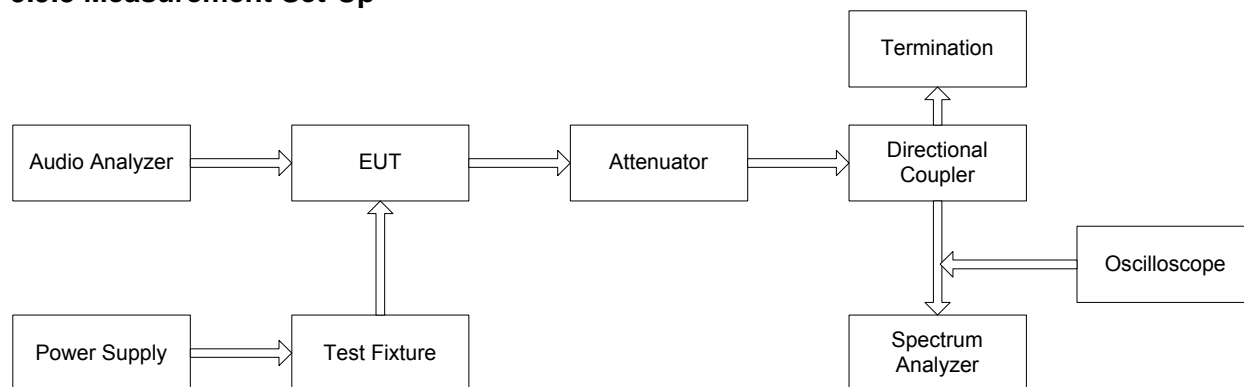 Measurement Set-Up
Termination
Audio Analyzer
EUT
Attenuator
Directional
Coupler
Oscilloscope
Power Supply
Test Fixture
Spectrum
Analyzer